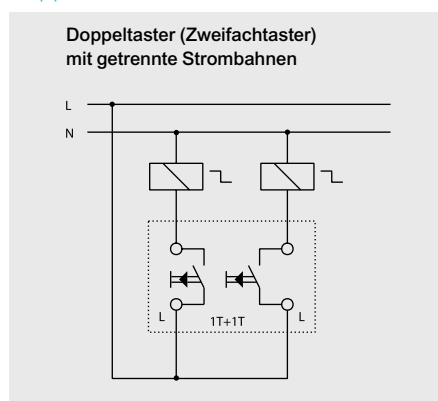 Doppeltaster (Zweifachtaster)
mit getrennte Strombahnen
L
N
L
1T+1T
L